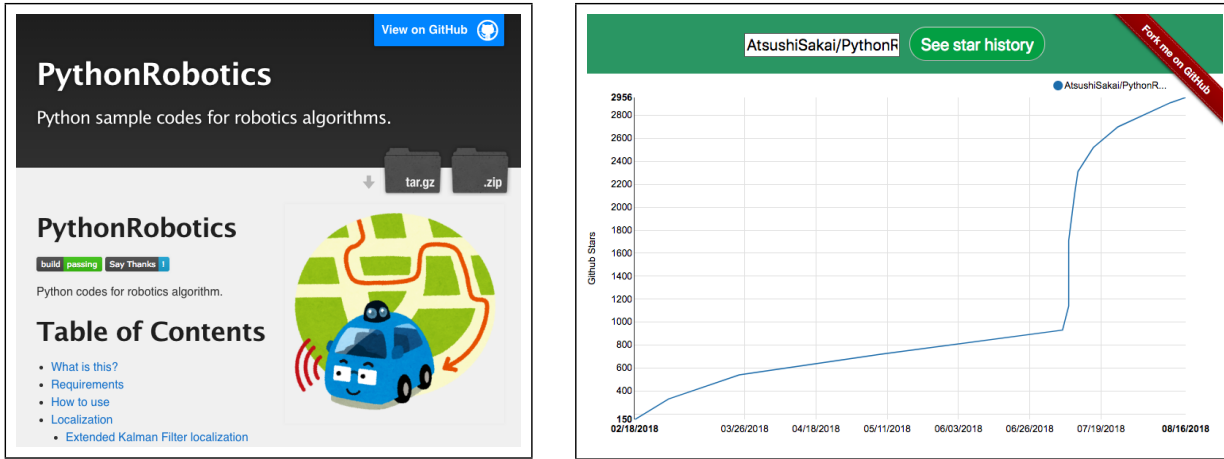 View on GitHub
PythonRobotics
Python sample codes for robotics algorithms.
tar.gz
.zip
PythonRobotics
build passing Say Thanks 1
Python codes for robotics algorithm.
Table of Contents
What is this?
Requirements
How to use
Localization
Extended Kalman Filter localization
AtsushiSakai/PythonR
See star history
Fork me on GitHub
AtsushiSakai/PythonR...
2956
2800
2600
2400
2200
2000
1800
1600
1400
1200
1000
800
600
400
150
Github Stars
02/18/2018 03/26/2018 04/18/2018 05/11/2018 06/03/2018 06/26/2018 07/19/2018 08/16/2018